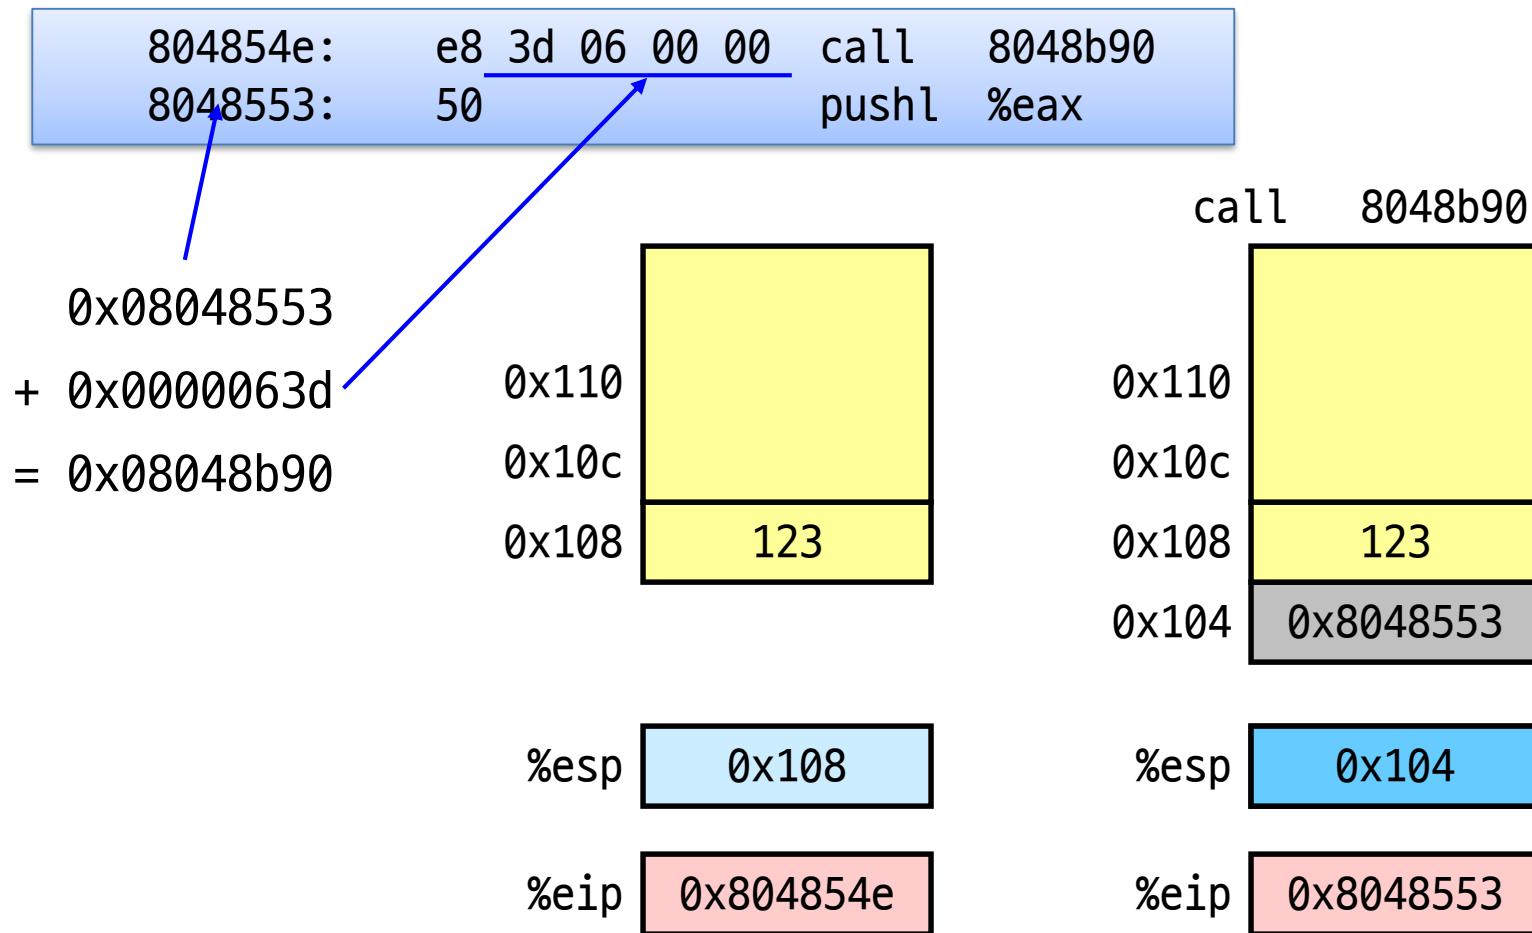 804854e: e8 3d 06 00 00 call 8048b90
8048553: 50 pushl %eax
call 8048b90
0x08048553
+ 0x0000063d
= 0x08048b90
0x110
0x10c
0x108 123
%esp 0x108
%eip 0x804854e
0x110
0x10c
0x108 123
0x104 0x8048553
%esp 0x104
%eip 0x8048553